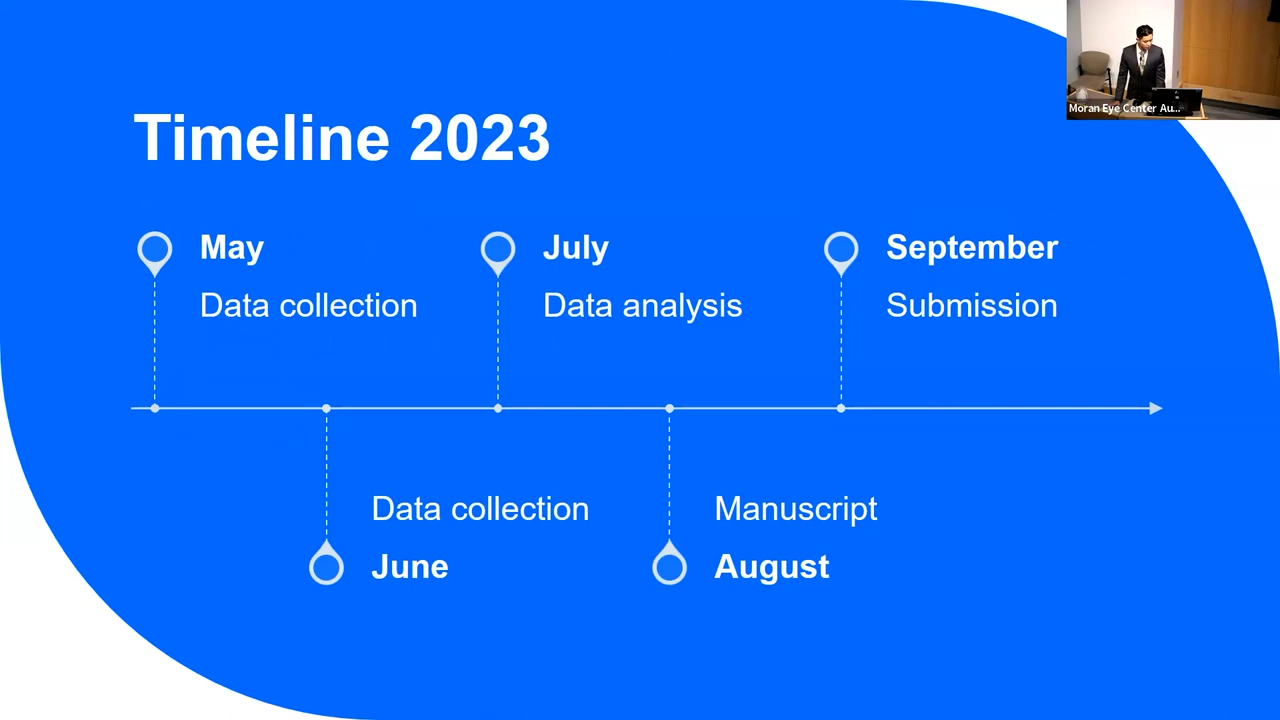 Moran Eye Center Au...
Timeline 2023
May
Data collection
July
Data analysis
September
Submission
Data collection
June
Manuscript
August